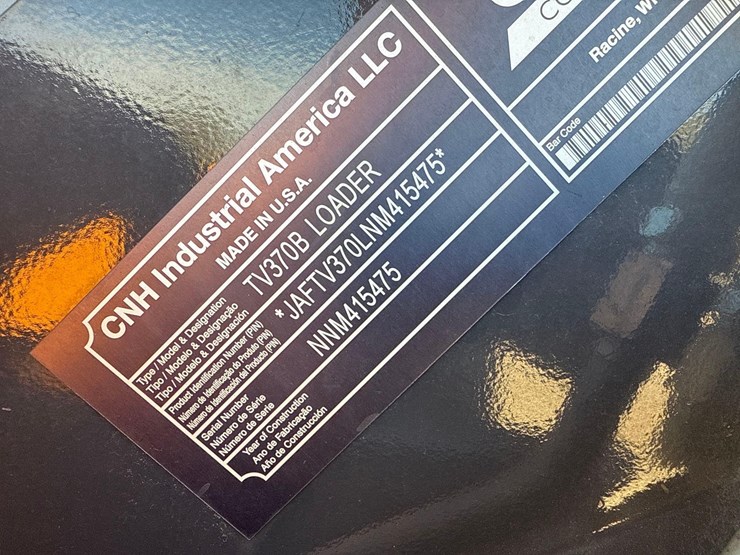 CNH Industrial America LLC
MADE IN U.S.A.
Type / Model & Designation
Tipo / Modelo & Designação
Tipo / Modelo & Designación
TV370B LOADER
Product Identification Number (PIN)
Número de Identificação do Produto (PIN)
Número de Identificación del Producto (PIN)
* JAFTV370LNM415475*
Serial Number
Número de Série
Número de Serie
NNM415475
Year of Construction
Ano de Fabricação
Año de Construcción
Racine,
Bar Code